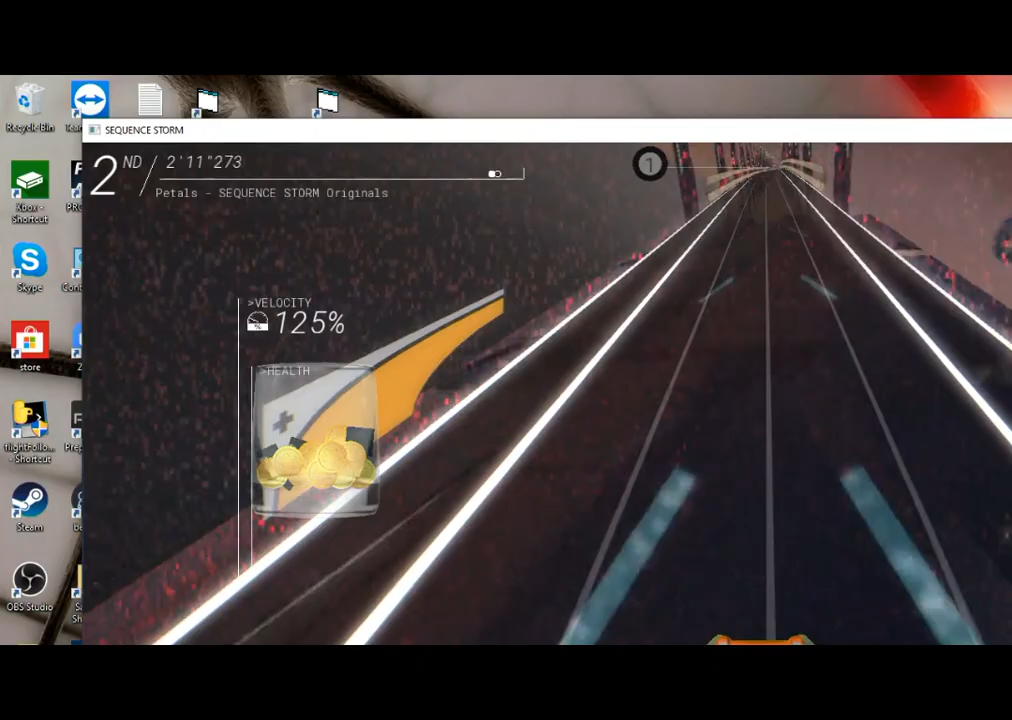 Recycle Bin
SEQUENCE STORM
2ND / 2'11"273
1
Petals - SEQUENCE STORM Originals
Xbox - Shortcut
>VELOCITY
125%
Skype
>HEALTH
store
flightFollo... - Shortcut
Steam
OBS Studio